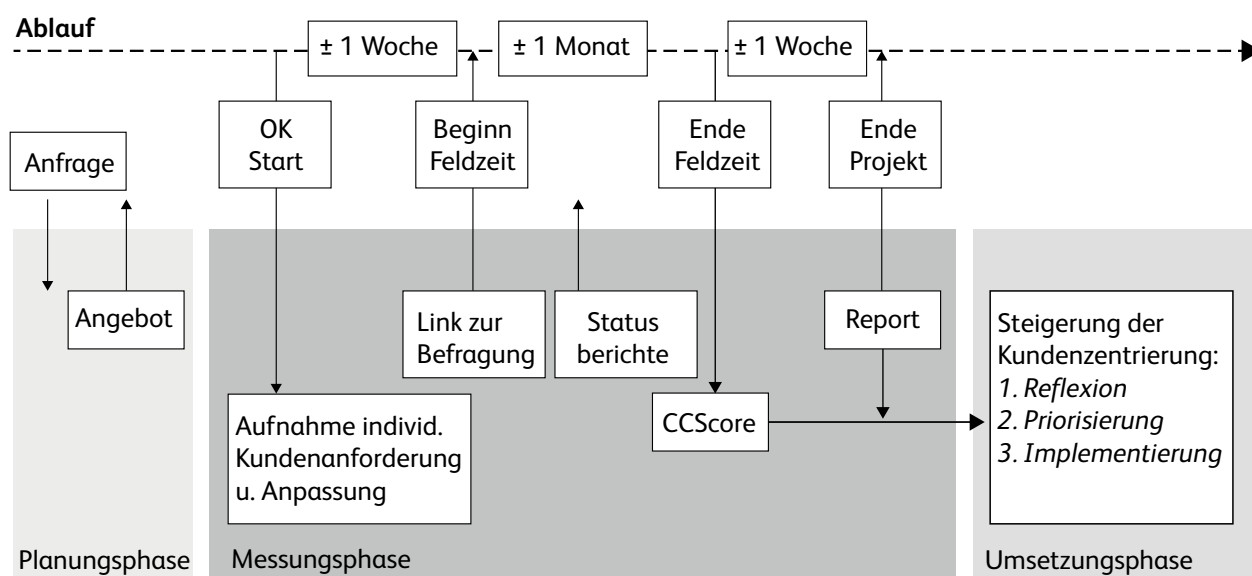 Ablauf
± 1 Woche
± 1 Monat
± 1 Woche
OK
Start
Beginn
Feldzeit
Ende
Feldzeit
Ende
Projekt
Anfrage
Angebot
Link zur
Befragung
Status
berichte
Report
Steigerung der
Kundenzentrierung:
1. Reflexion
2. Priorisierung
3. Implementierung
Aufnahme individ.
Kundenanforderung
u. Anpassung
CCScore
Planungsphase
Messungsphase
Umsetzungsphase